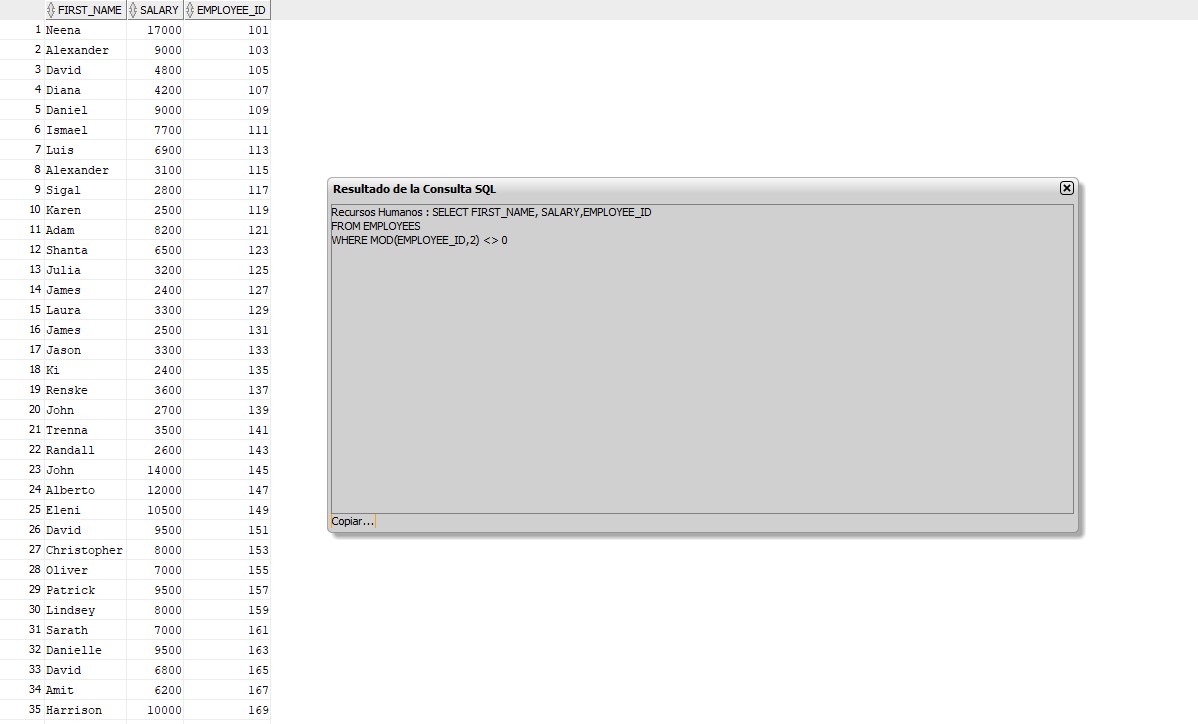 FIRST_NAME SALARY EMPLOYEE_ID
1 Neena 17000 101
2 Alexander 9000 103
3 David 4800 105
4 Diana 4200 107
5 Daniel 9000 109
6 Ismael 7700 111
7 Luis 6900 113
8 Alexander 3100 115
9 Sigal 2800 117
10 Karen 2500 119
11 Adam 8200 121
12 Shanta 6500 123
13 Julia 3200 125
14 James 2400 127
15 Laura 3300 129
16 James 2500 131
17 Jason 3300 133
18 Ki 2400 135
19 Renske 3600 137
20 John 2700 139
21 Trenna 3500 141
22 Randall 2600 143
23 John 14000 145
24 Alberto 12000 147
25 Eleni 10500 149
26 David 9500 151
27 Christopher 8000 153
28 Oliver 7000 155
29 Patrick 9500 157
30 Lindsey 8000 159
31 Sarath 7000 161
32 Danielle 9500 163
33 David 6800 165
34 Amit 6200 167
35 Harrison 10000 169
Resultado de la Consulta SQL
Recursos Humanos : SELECT FIRST_NAME, SALARY,EMPLOYEE_ID
FROM EMPLOYEES
WHERE MOD(EMPLOYEE_ID,2) <> 0
Copiar...